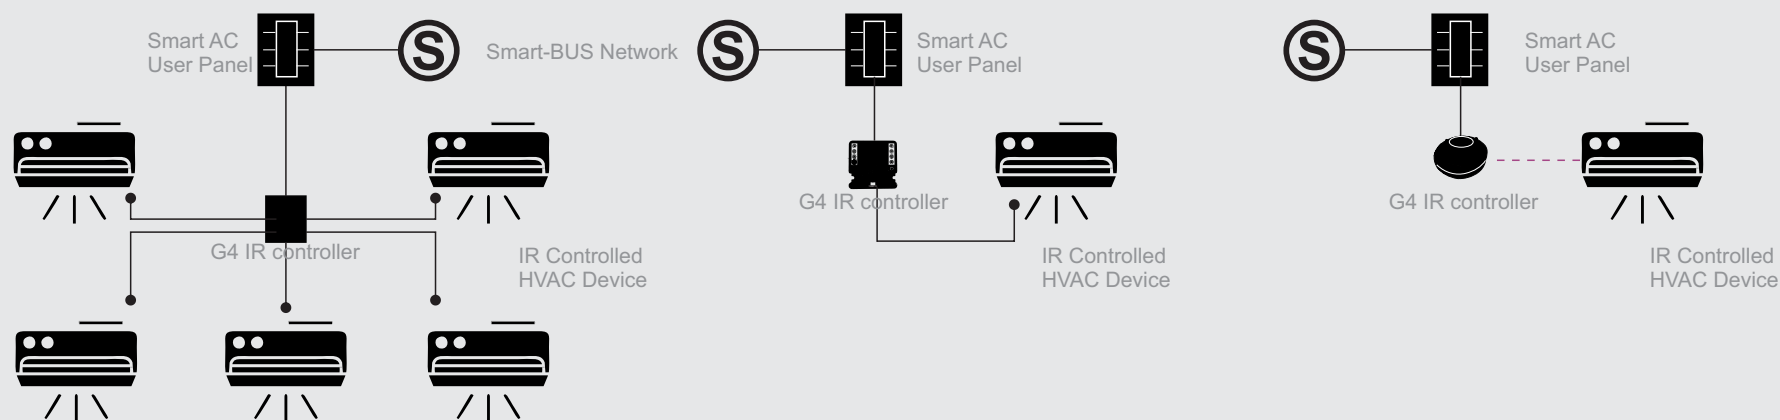 S
Smart AC
User Panel
Smart-BUS Network
G4 IR controller
IR Controlled
HVAC Device
S
Smart AC
User Panel
G4 IR controller
IR Controlled
HVAC Device
S
Smart AC
User Panel
G4 IR controller
IR Controlled
HVAC Device